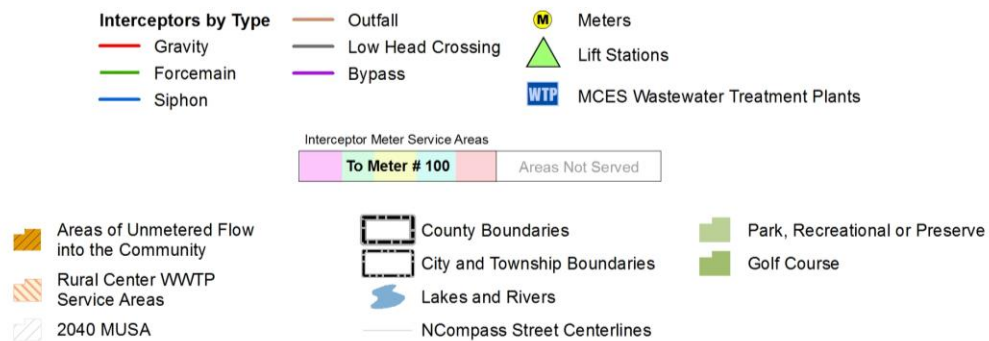 Interceptors by Type
Gravity
Forcemain
Siphon
Outfall
Low Head Crossing
Bypass
M Meters
Lift Stations
WTP MCES Wastewater Treatment Plants
Interceptor Meter Service Areas
To Meter # 100
Areas Not Served
Areas of Unmetered Flow
into the Community
Rural Center WWTP
Service Areas
2040 MUSA
County Boundaries
City and Township Boundaries
Lakes and Rivers
NCompass Street Centerlines
Park, Recreational or Preserve
Golf Course